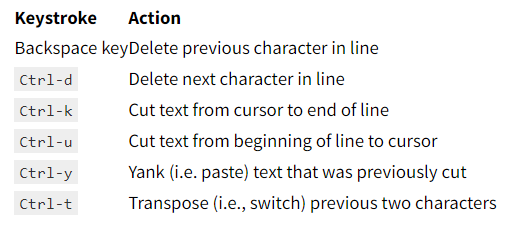 Keystroke Action
Backspace key Delete previous character in line
Ctrl-d Delete next character in line
Ctrl-k Cut text from cursor to end of line
Ctrl-u Cut text from beginning of line to cursor
Ctrl-y Yank (i.e. paste) text that was previously cut
Ctrl-t Transpose (i.e., switch) previous two characters